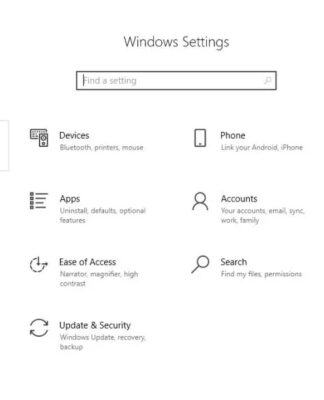 Windows Settings
Find a setting
Devices
Bluetooth, printers, mouse
Phone
Link your Android, iPhone
Apps
Uninstall, defaults, optional
features
Accounts
Your accounts, email, sync,
work, family
Ease of Access
Narrator, magnifier, high
contrast
Search
Find my files, permissions
Update & Security
Windows Update, recovery,
backup